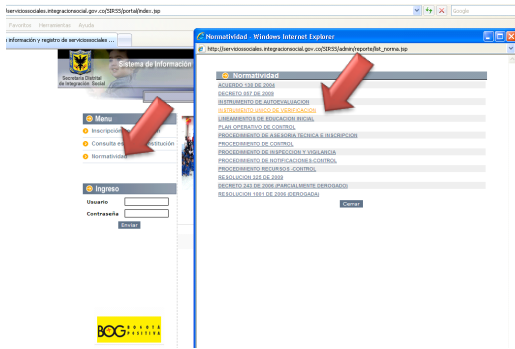 /serviciossociales.integracionsocial.gov.co/SIRSS/portal/index.jsp
Google
Favoritos Herramientas Ayuda
información y registro de serviciossociales ...
Sistema de Informacion
Secretaría Distrital
de Integración Social
Menu
Inscripción
Consulta es stitución
Normatividad
Ingreso
Usuario
Contraseña
Enviar
BOGOTÁ POSITIVA
Normatividad - Windows Internet Explorer
http://serviciossociales.integracionsocial.gov.co/SIRSS/admin/reporte/list_norma.jsp
Normatividad
ACUERDO 138 DE 2004
DECRETO 057 DE 2009
INSTRUMENTO DE AUTOEVALUACION
INSTRUMENTO UNICO DE VERIFICACION
LINEAMIENTOS DE EDUCACION INICIAL
PLAN OPERATIVO DE CONTROL
PROCEDIMIENTO DE ASESORIA TECNICA E INSCRIPCION
PROCEDIMIENTO DE CONTROL
PROCEDIMIENTO DE INSPECCION Y VIGILANCIA
PROCEDIMIENTO DE NOTIFICACIONES-CONTROL
PROCEDIMIENTO RECURSOS -CONTROL
RESOLUCION 325 DE 2009
DECRETO 243 DE 2006 (PARCIALMENTE DEROGADO)
RESOLUCION 1001 DE 2006 (DEROGADA)
Cerrar